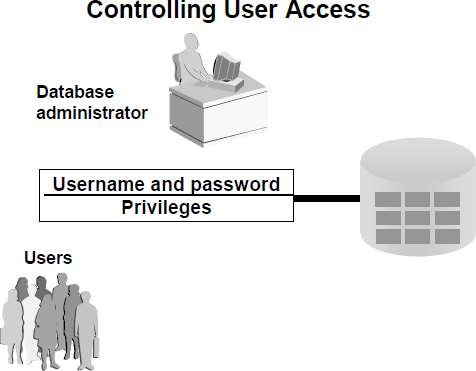 Controlling User Access
Database
administrator
Username and password
Privileges
Users